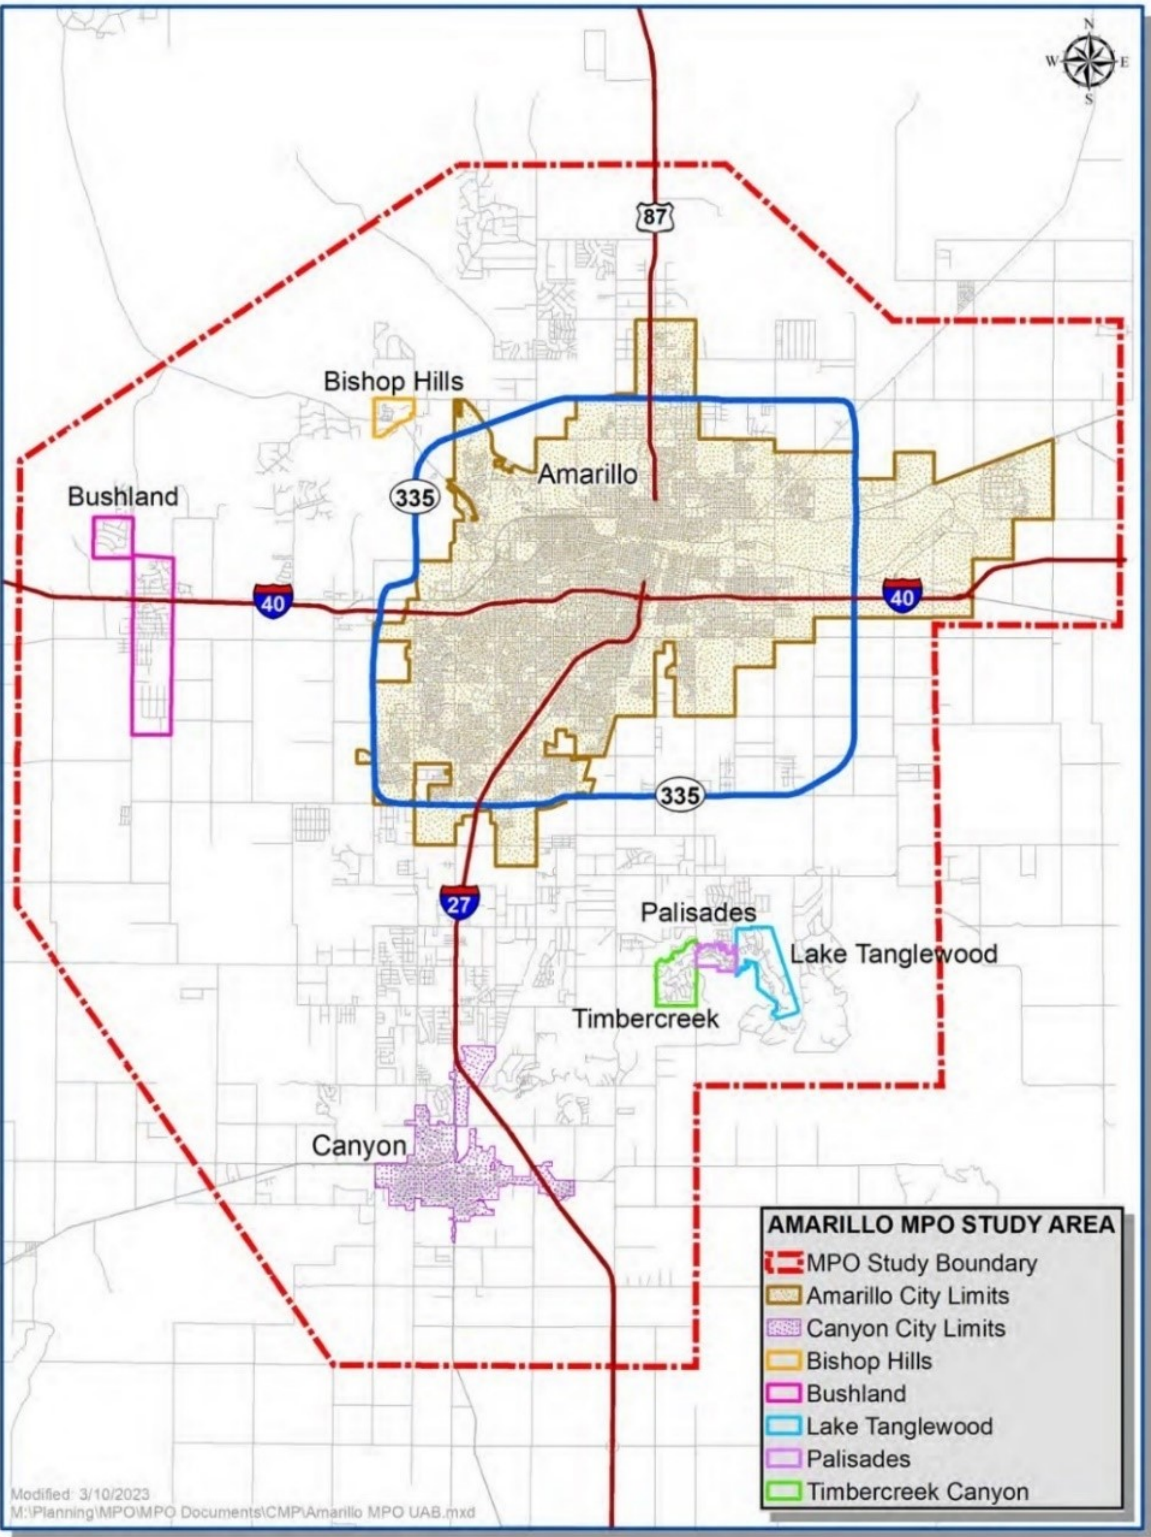 N
W E
S
87
Bishop Hills
Amarillo
Bushland
335
40
40
335
27
Palisades
Lake Tanglewood
Timbercreek
Canyon
AMARILLO MPO STUDY AREA
MPO Study Boundary
Amarillo City Limits
Canyon City Limits
Bishop Hills
Bushland
Lake Tanglewood
Palisades
Timbercreek Canyon
Modified: 3/10/2023
M:\Planning\MPO\MPO Documents\CMP\Amarillo MPO UAB.mxd